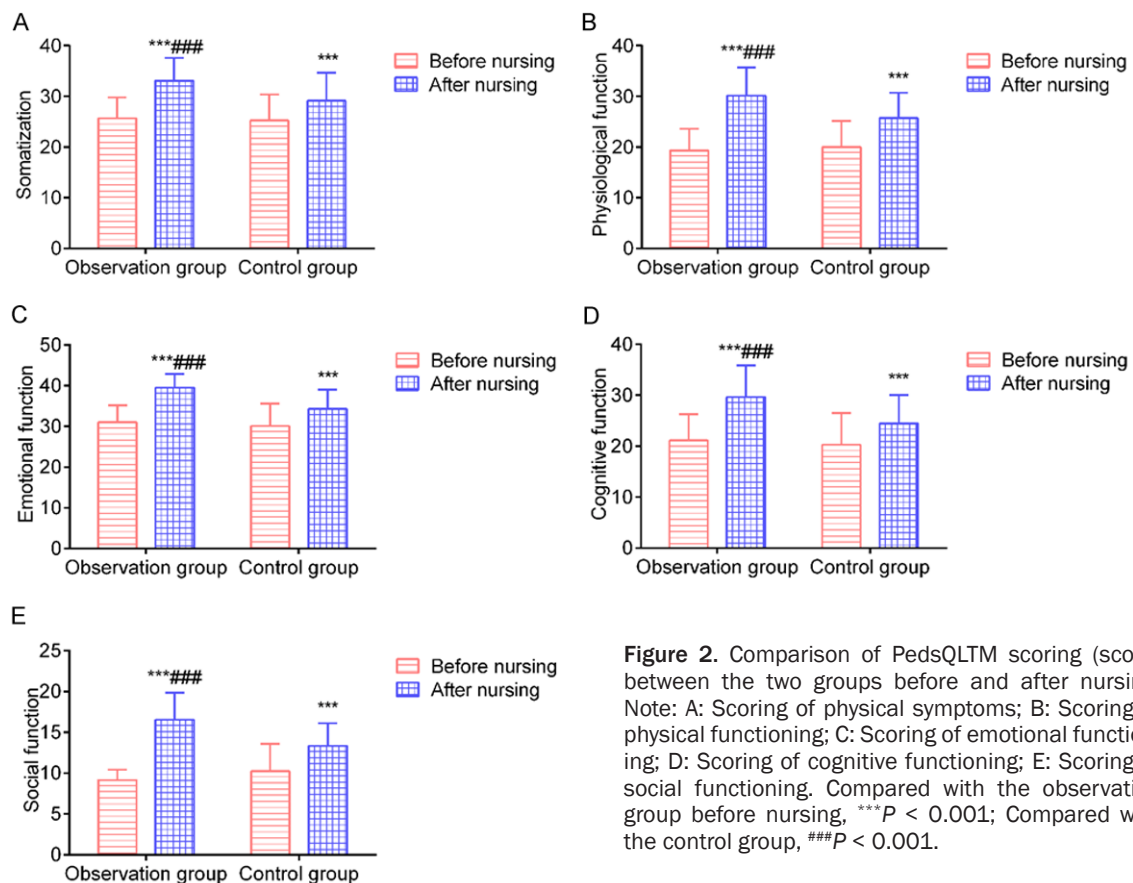 A
Somatization
40
30
20
10
0
***### ***
Before nursing
After nursing
Observation group Control group
B
Physiological function
40
30
20
10
0
***### ***
Before nursing
After nursing
Observation group Control group
C
Emotional function
50
40
30
20
10
0
***### ***
Before nursing
After nursing
Observation group Control group
D
Cognitive function
40
30
20
10
0
***### ***
Before nursing
After nursing
Observation group Control group
E
Social function
25
20
15
10
5
0
***### ***
Before nursing
After nursing
Observation group Control group
Figure 2. Comparison of PedsQLTM scoring (sco
between the two groups before and after nursin
Note: A: Scoring of physical symptoms; B: Scoring
physical functioning; C: Scoring of emotional functio
ing; D: Scoring of cognitive functioning; E: Scoring
social functioning. Compared with the observati
group before nursing, ***P < 0.001; Compared w
the control group, ###P < 0.001.